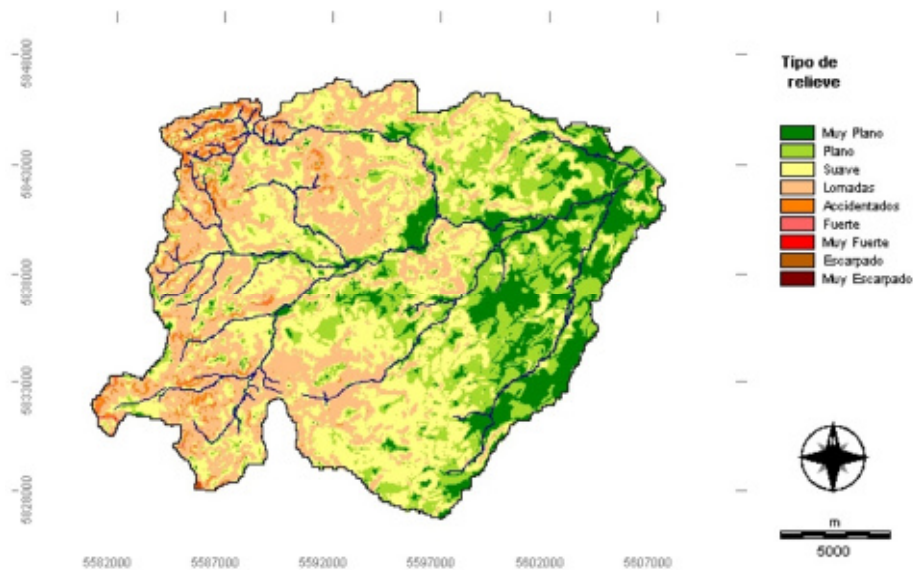 Tipo de
relieve
Muy Plano
Plano
Suave
Lomadas
Accidentados
Fuerte
Muy Fuerte
Escarpado
Muy Escarpado
m
5000
5848000
5843000
5838000
5833000
5828000
5582000
5587000
5592000
5597000
5602000
5607000